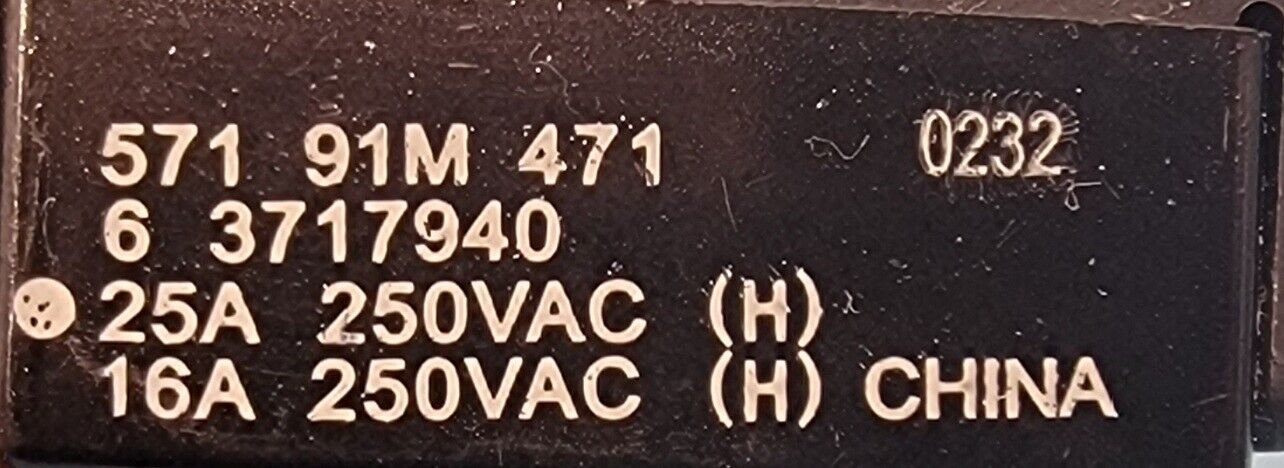 571 91M 471 0232
6 3717940
25A 250VAC (H)
16A 250VAC (H) CHINA